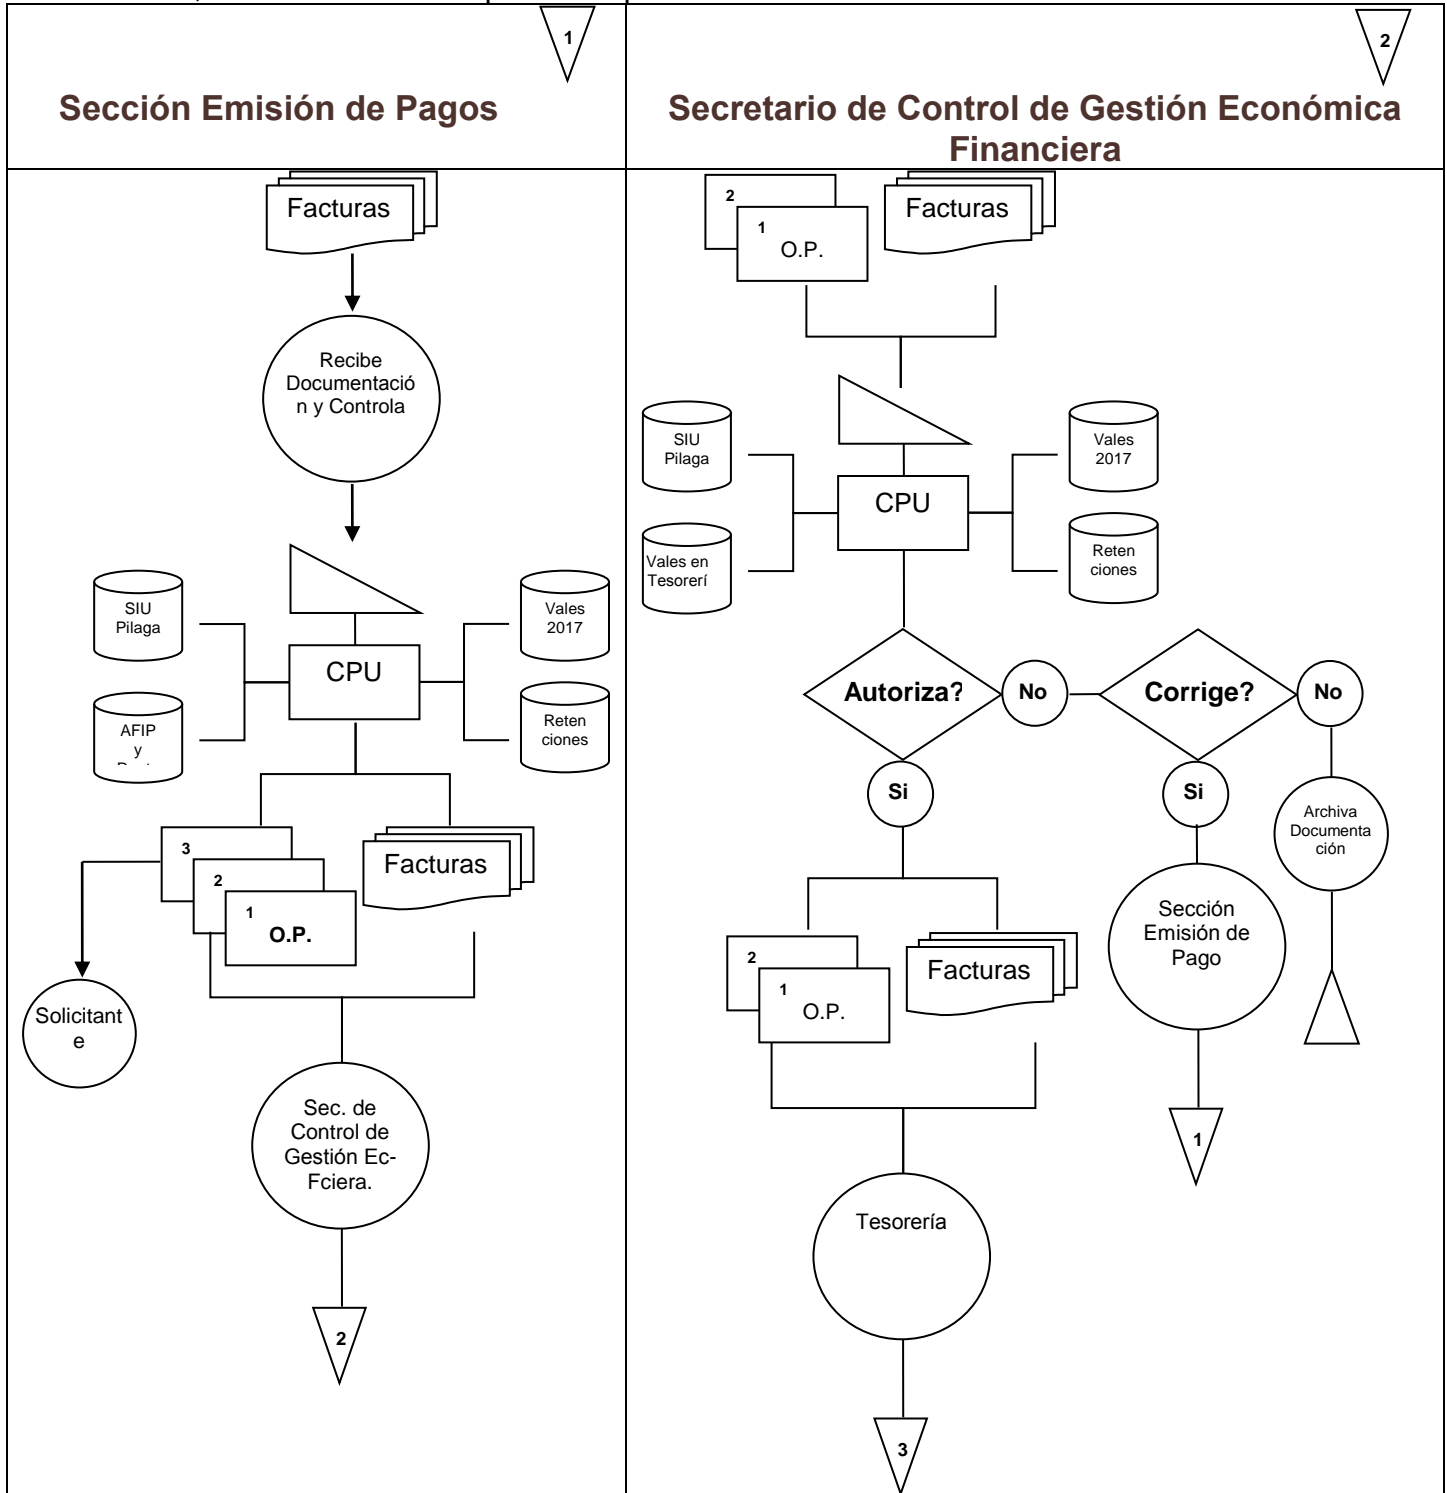 1
Sección Emisión de Pagos
2
Secretario de Control de Gestión Económica
Financiera
Facturas
Recibe
Documentació
n y Controla
SIU
Pilaga
AFIP
y
CPU
Vales
2017
Reten
ciones
3
2
1
O.P.
Facturas
Solicitant
e
Sec. de
Control de
Gestión Ec-
Fciera.
2
2
1
O.P.
Facturas
SIU
Pilaga
Vales en
Tesorerí
CPU
Vales
2017
Reten
ciones
Autoriza?
No
Corrige?
No
Si
Si
Archiva
Documenta
ción
2
1
O.P.
Facturas
Sección
Emisión de
Pago
1
Tesorería
3